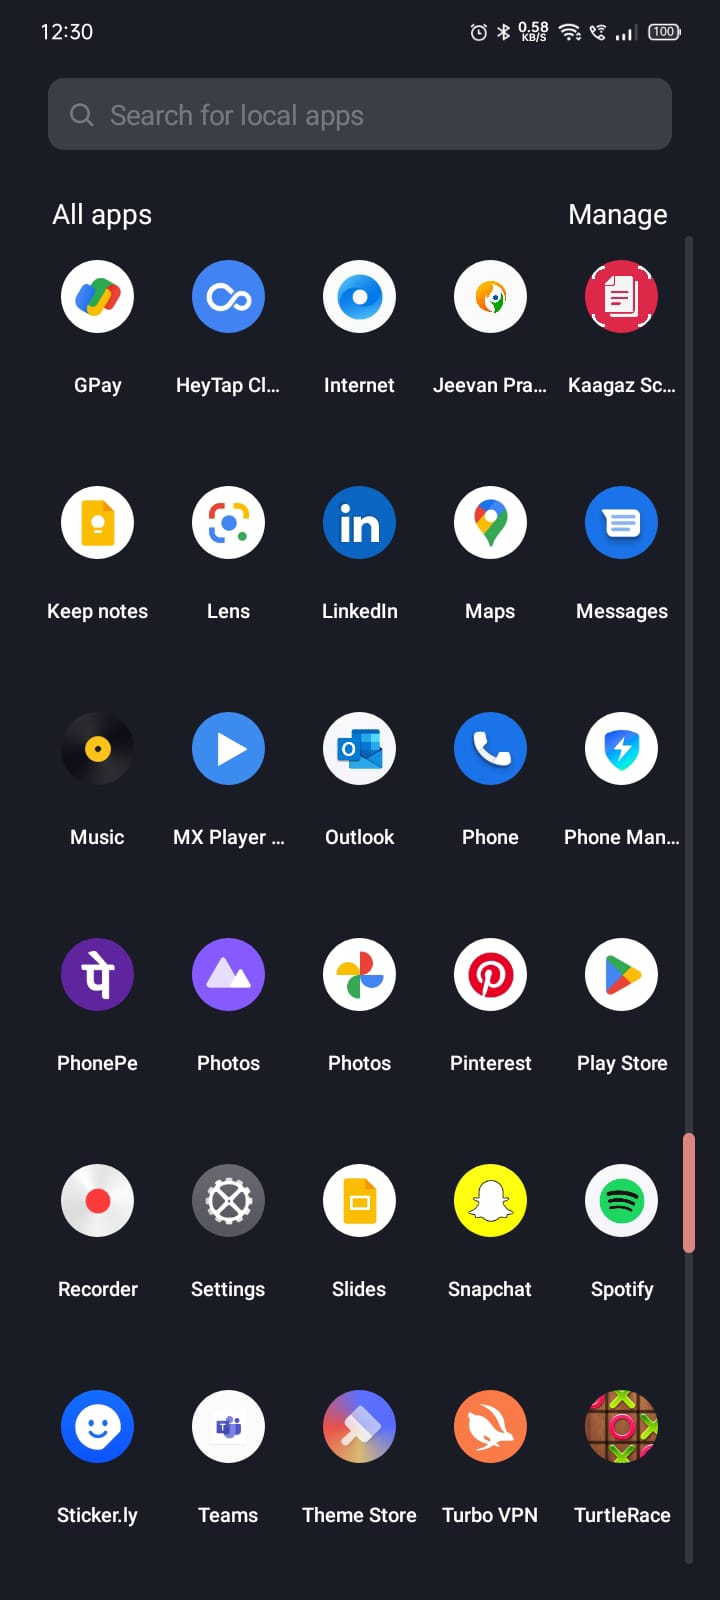 12:30
0.58
KB/S
100
Search for local apps
All apps
Manage
GPay
HeyTap Cl...
Internet
Jeevan Pra...
Kaagaz Sc...
in
Keep notes
Lens
LinkedIn
Maps
Messages
O
Music
MX Player ...
Outlook
Phone
Phone Man...
पे
PhonePe
Photos
Photos
Pinterest
Play Store
Recorder
Settings
Slides
Snapchat
Spotify
T
Sticker.ly
Teams
Theme Store
Turbo VPN
TurtleRace